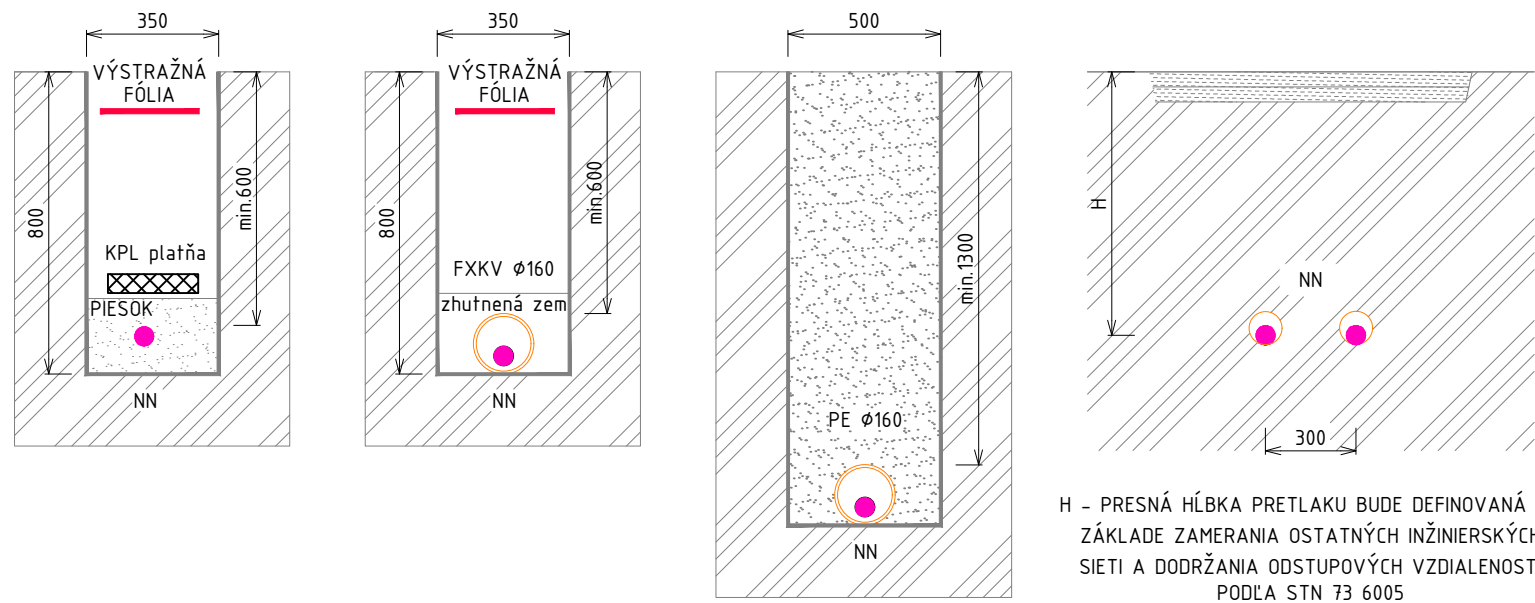 350
VÝSTRAŽNÁ
FÓLIA
800
min.600
KPL platňa
PIESOK
NN
350
VÝSTRAŽNÁ
FÓLIA
800
min.600
FXKV Ø160
zhutnená zem
NN
500
min.1300
PE Ø160
NN
H
NN
300
H - PRESNÁ HĹBKA PRETLAKU BUDE DEFINOVANÁ
ZÁKLADE ZAMERANIA OSTATNÝCH INŽINIERSKÝCH
SIETI A DODRŽANIA ODSTUPOVÝCH VZDIALENOST
PODĽA STN 73 6005